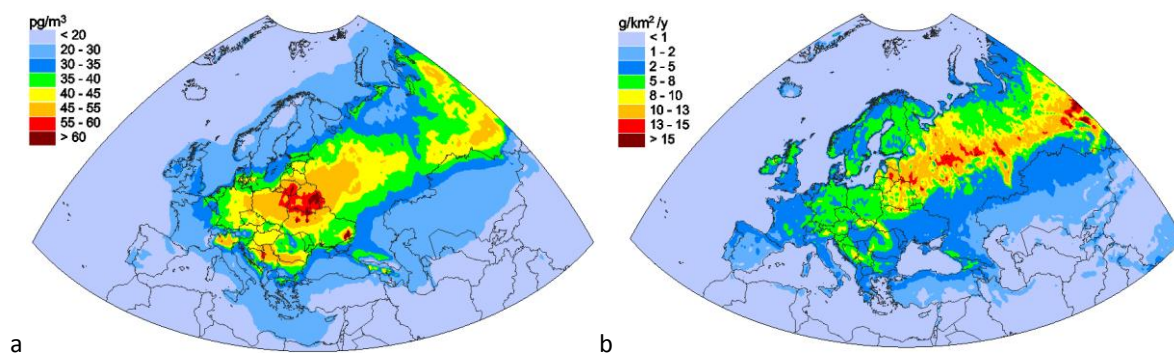 pg/m³
< 20
20 - 30
30 - 35
35 - 40
40 - 45
45 - 55
55 - 60
> 60
a
g/km²/y
< 1
1 - 2
2 - 5
5 - 8
8 - 10
10 - 13
13 - 15
> 15
b